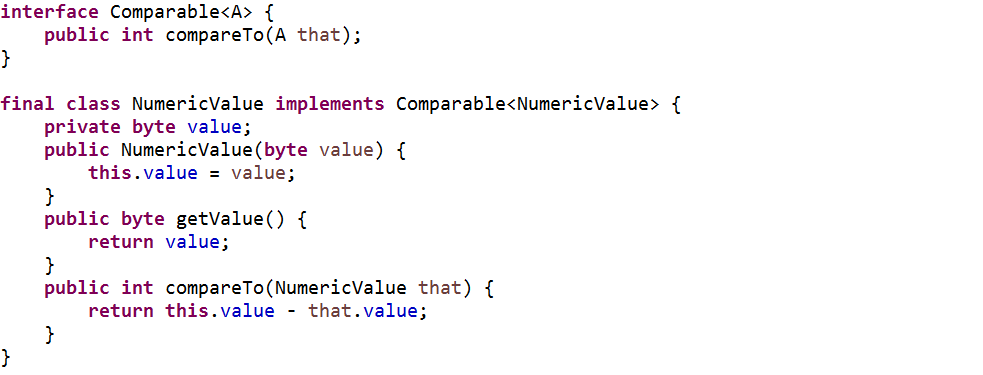 interface Comparable<A> {
    public int compareTo(A that);
}

final class NumericValue implements Comparable<NumericValue> {
    private byte value;
    public NumericValue(byte value) {
        this.value = value;
    }
    public byte getValue() {
        return value;
    }
    public int compareTo(NumericValue that) {
        return this.value - that.value;
    }
}